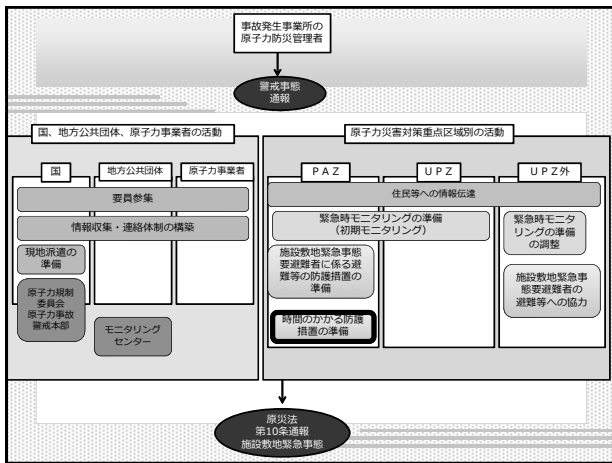 事故発生事業所の
原子力防災管理者
警戒事態
通報
国、地方公共団体、原子力事業者の活動
原子力災害対策重点区域別の活動
国
地方公共団体
原子力事業者
ＰＡＺ
ＵＰＺ
ＵＰＺ外
要員参集
住民等への情報伝達
情報収集・連絡体制の構築
緊急時モニタリングの準備
（初期モニタリング）
緊急時モニタ
リングの準備
の調整
現地派遣の
準備
施設敷地緊急事態
要避難者に係る避
難等の防護措置の
準備
施設敷地緊急事
態要避難者の
避難等への協力
原子力規制
委員会
原子力事故
警戒本部
モニタリング
センター
時間のかかる防護
措置の準備
原災法
第10条通報
施設敷地緊急事態